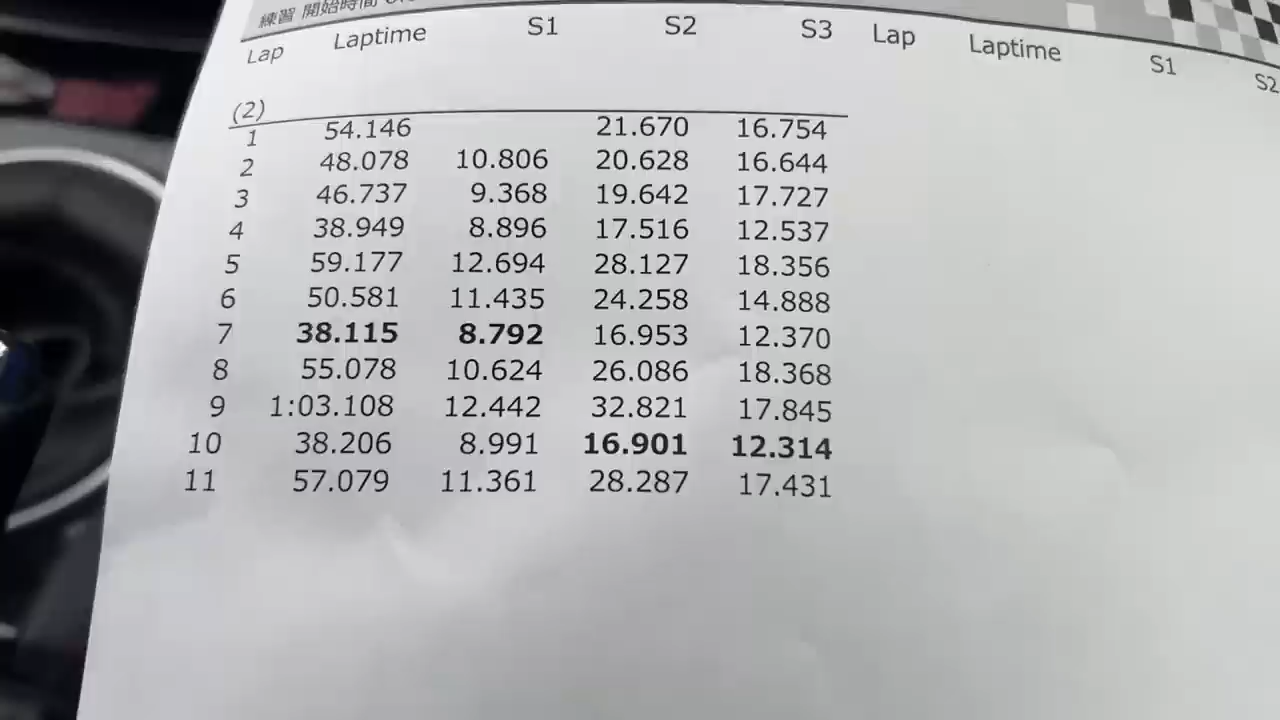 練習 開始時間
Lap Laptime S1 S2 S3 Lap Laptime S1 S2
(2)
1 54.146 21.670 16.754
2 48.078 10.806 20.628 16.644
3 46.737 9.368 19.642 17.727
4 38.949 8.896 17.516 12.537
5 59.177 12.694 28.127 18.356
6 50.581 11.435 24.258 14.888
7 38.115 8.792 16.953 12.370
8 55.078 10.624 26.086 18.368
9 1:03.108 12.442 32.821 17.845
10 38.206 8.991 16.901 12.314
11 57.079 11.361 28.287 17.431